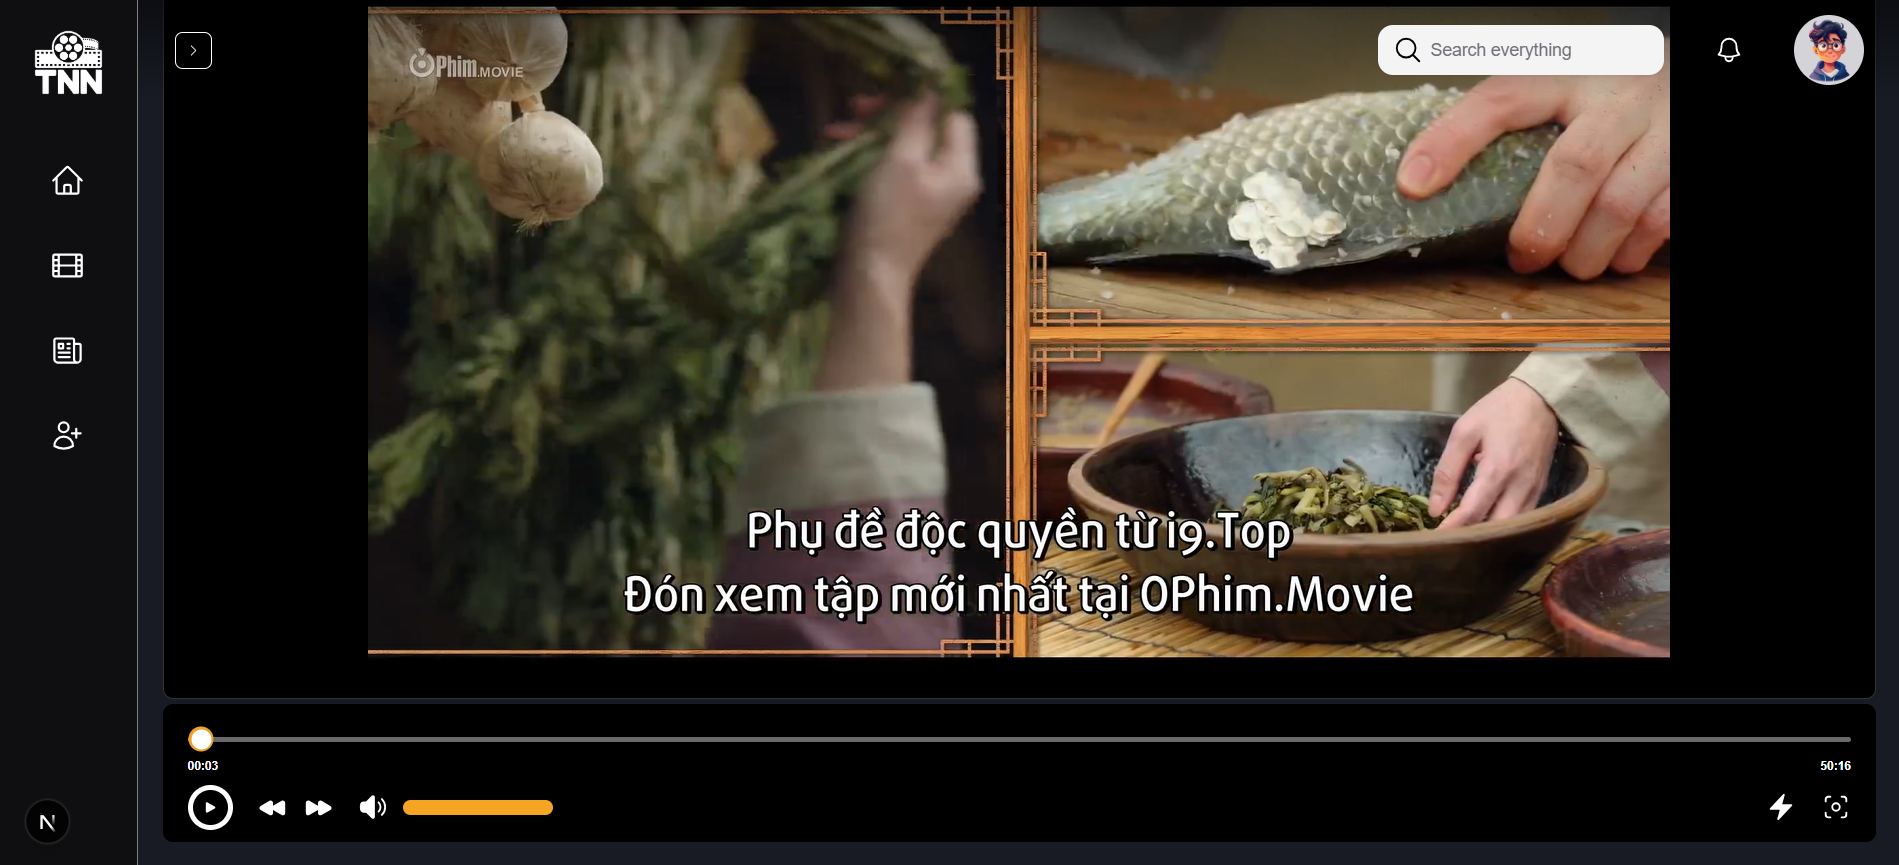 TNN
ỐPhim.MOVIE
Search everything
Phụ đề độc quyền từ i9.Top
Đón xem tập mới nhất tại OPhim.Movie
00:03
50:16
N